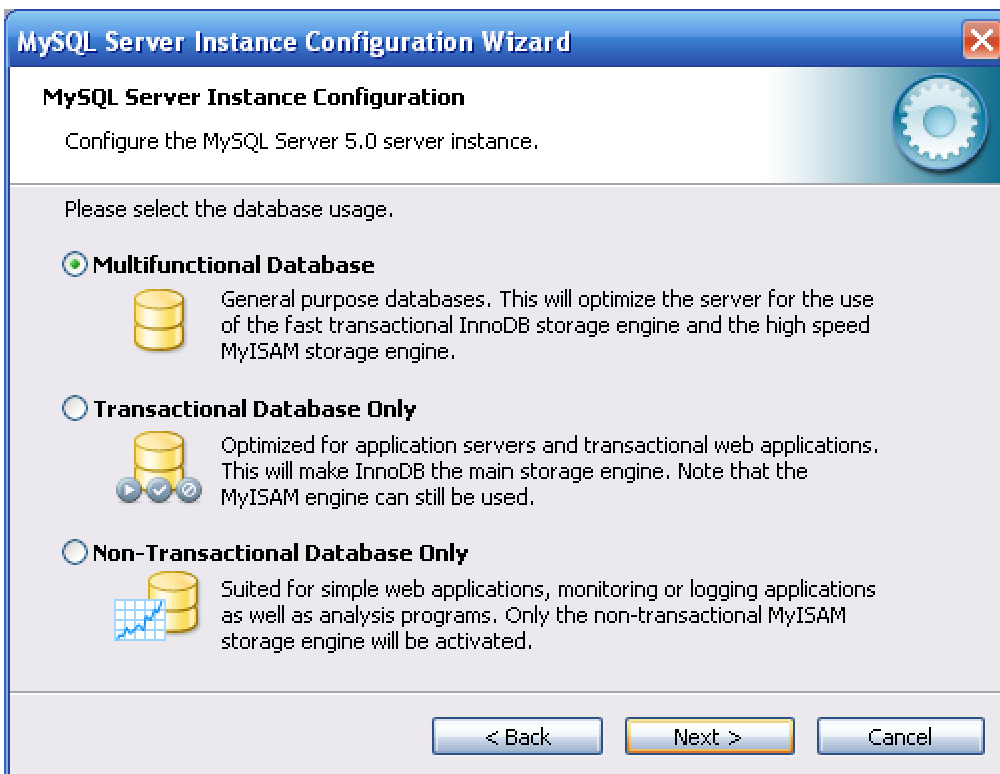 MySQL Server Instance Configuration Wizard
MySQL Server Instance Configuration
Configure the MySQL Server 5.0 server instance.
Please select the database usage.
Multifunctional Database
General purpose databases. This will optimize the server for the use
of the fast transactional InnoDB storage engine and the high speed
MyISAM storage engine.
Transactional Database Only
Optimized for application servers and transactional web applications.
This will make InnoDB the main storage engine. Note that the
MyISAM engine can still be used.
Non-Transactional Database Only
Suited for simple web applications, monitoring or logging applications
as well as analysis programs. Only the non-transactional MyISAM
storage engine will be activated.
< Back
Next >
Cancel